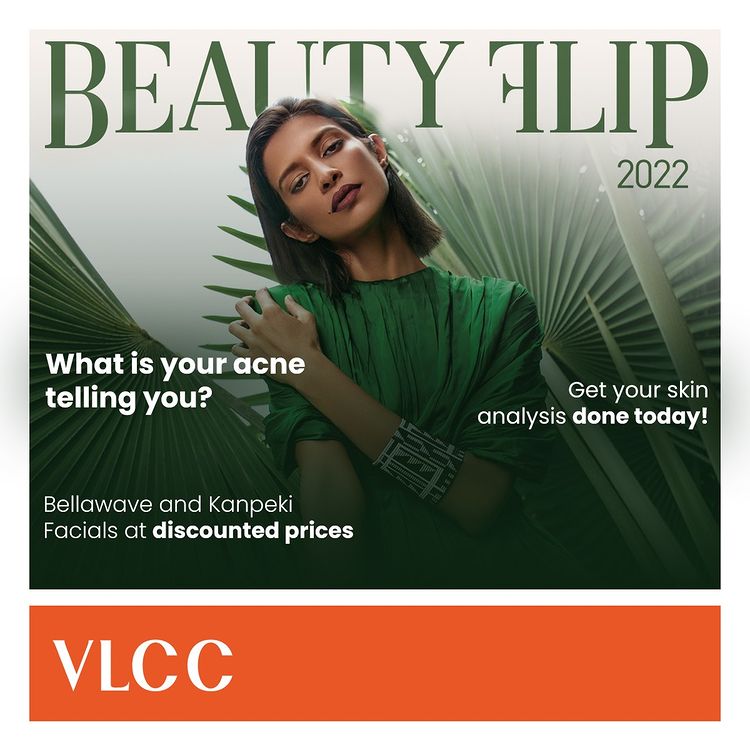 BEAUTY FLIP
2022
What is your acne
telling you?
Get your skin
analysis done today!
Bellawave and Kanpeki
Facials at discounted prices
VLCC